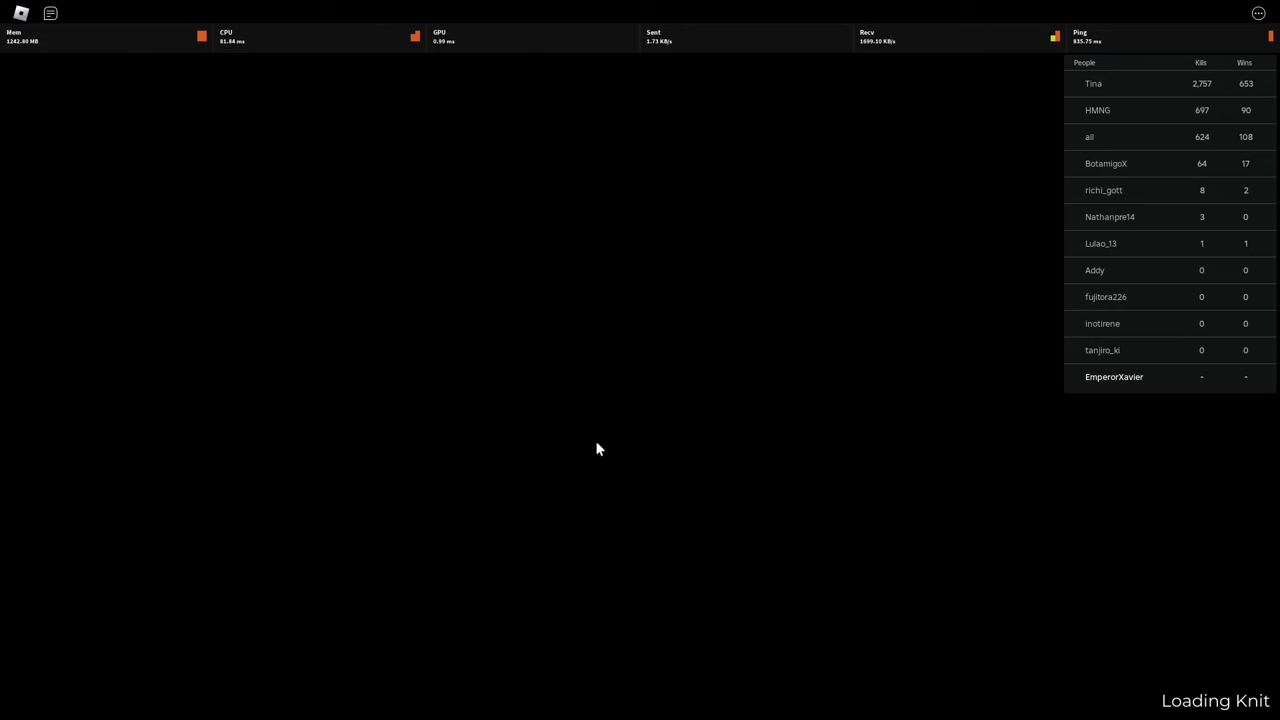 Mem CPU GPU Sent Recv Ping
1242.80 MB 81.84 ms 0.99 ms 1.73 KB/s 1699.10 KB/s 835.75 ms
People Kills Wins
Tina 2,757 653
HMNG 697 90
all 624 108
BotamigoX 64 17
richi_gott 8 2
Nathanpre14 3 0
Lulao_13 1 1
Addy 0 0
fujitora226 0 0
inotirene 0 0
tanjiro_ki 0 0
EmperorXavier - -
Loading Knit